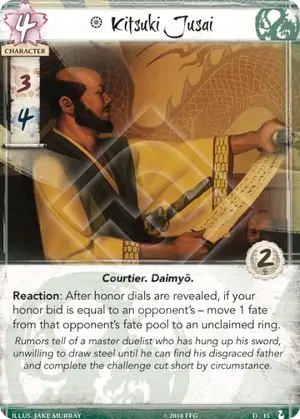 4
Kitsuki Jusai
CHARACTER
3
4
2
Courtier. Daimyō.
Reaction: After honor dials are revealed, if your
honor bid is equal to an opponent's – move 1 fate
from that opponent's fate pool to an unclaimed ring.
Rumors tell of a master duelist who has hung up his sword,
unwilling to draw steel until he can find his disgraced father
and complete the challenge cut short by circumstance.
ILLUS. JAKE MURRAY
©2018 FFG
D 15